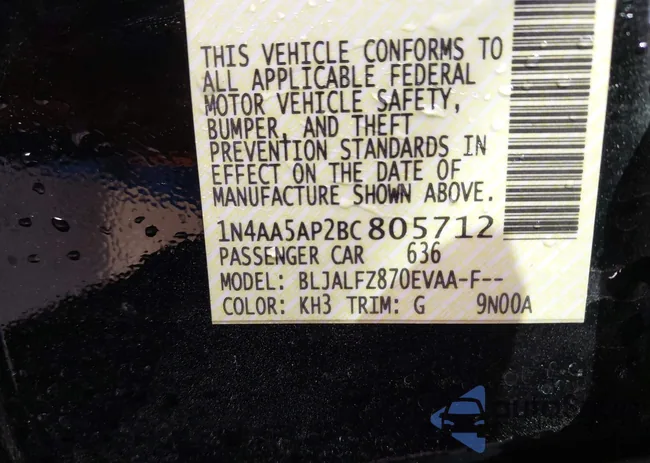 THIS VEHICLE CONFORMS TO
ALL APPLICABLE FEDERAL
MOTOR VEHICLE SAFETY,
BUMPER, AND THEFT
PREVENTION STANDARDS IN
EFFECT ON THE DATE OF
MANUFACTURE SHOWN ABOVE.
1N4AA5AP2BC805712
PASSENGER CAR 636
MODEL: BLJALFZ870EVAA-F--
COLOR: KH3 TRIM: G 9N00A